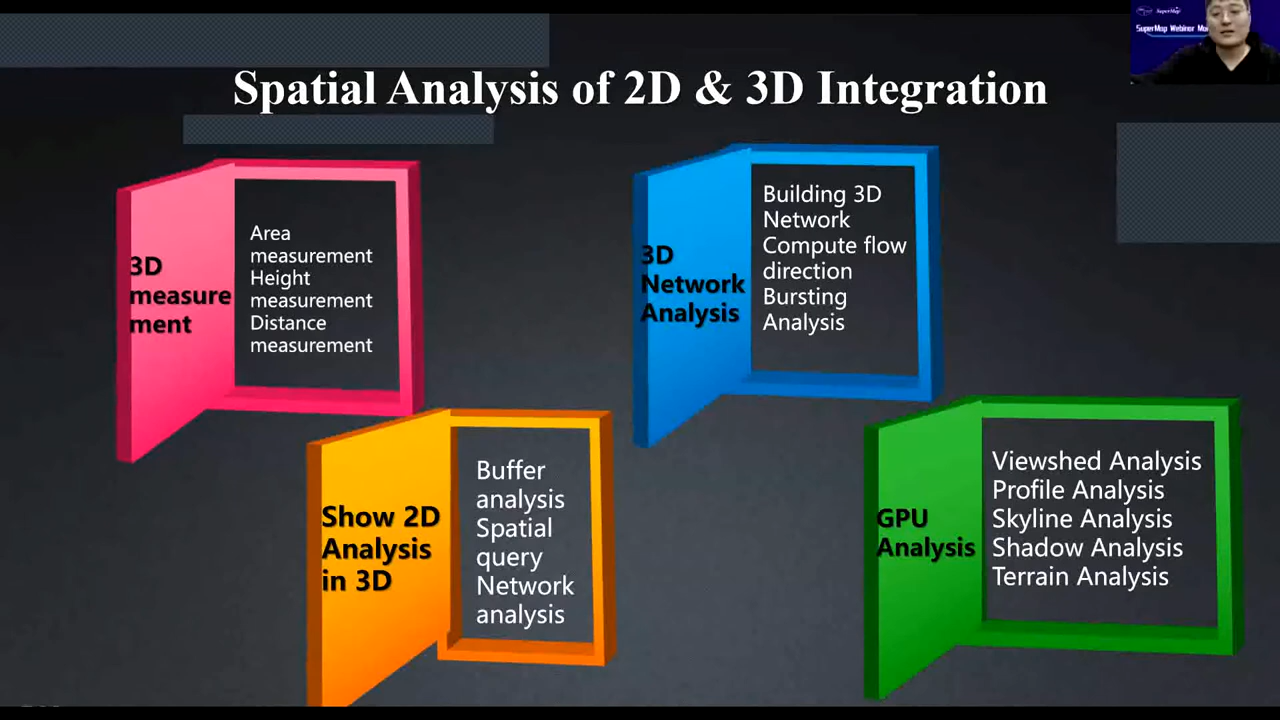 SuperMap
SuperMap Webinar
Spatial Analysis of 2D & 3D Integration
3D
measure
ment
Area
measurement
Height
measurement
Distance
measurement
3D
Network
Analysis
Building 3D
Network
Compute flow
direction
Bursting
Analysis
Show 2D
Analysis
in 3D
Buffer
analysis
Spatial
query
Network
analysis
GPU
Analysis
Viewshed Analysis
Profile Analysis
Skyline Analysis
Shadow Analysis
Terrain Analysis